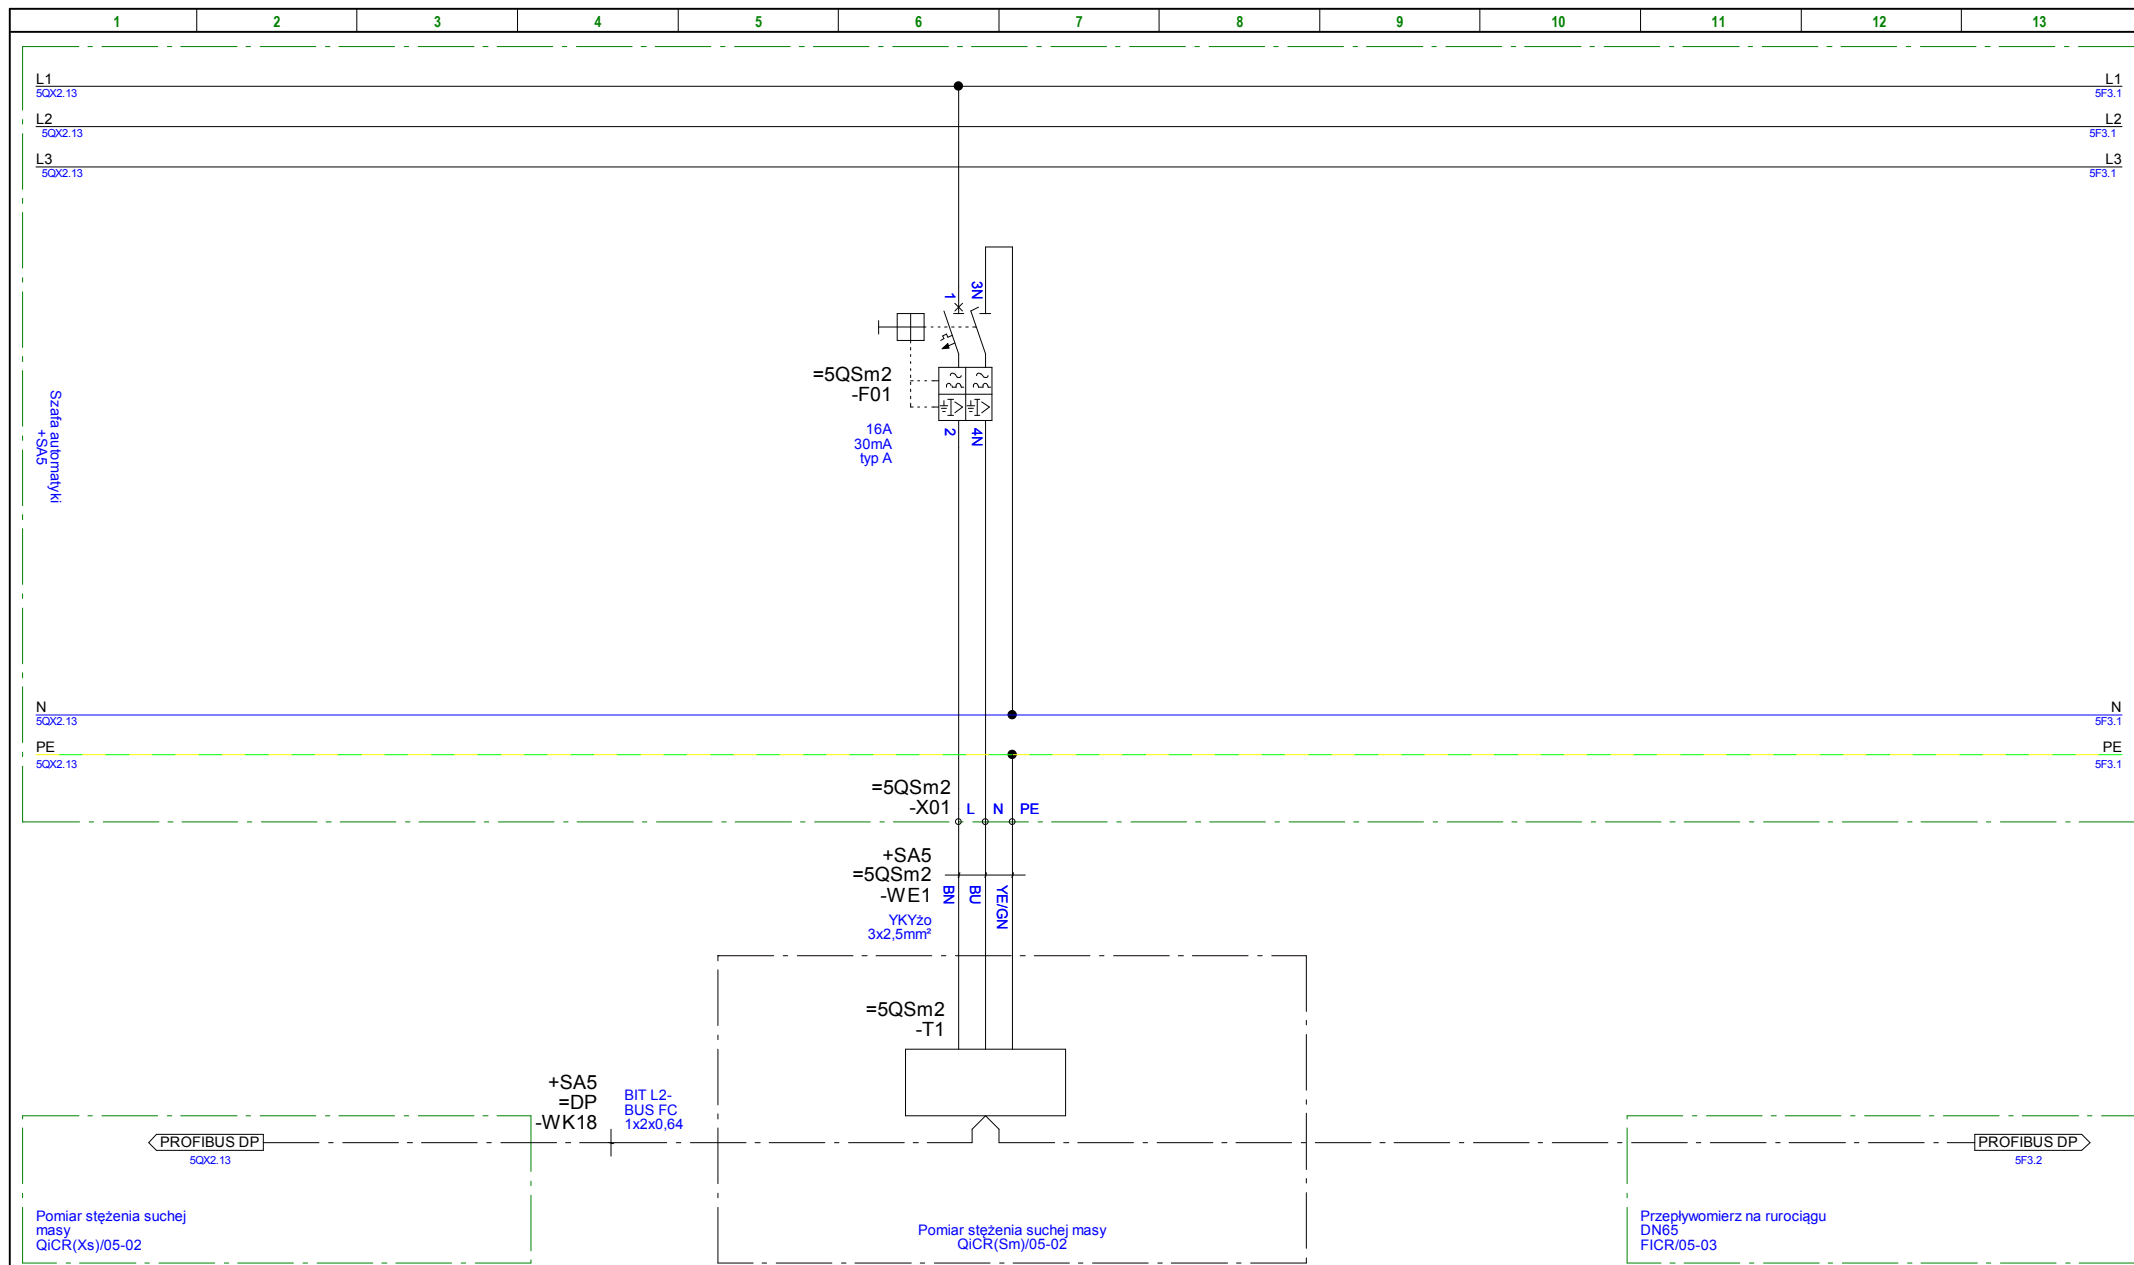 1 2 3 4 5 6 7 8 9 10 11 12 13
L1 L1
5QX2.13 5F3.1
L2 L2
5QX2.13 5F3.1
L3 L3
5QX2.13 5F3.1
1 3N
=5QSm2
-F01
16A
30mA
typ A
2 4N
Szafa automatyki
+SA5
N N
5QX2.13 5F3.1
PE PE
5QX2.13 5F3.1
=5QSm2
-X01 L N PE
+SA5
=5QSm2
-WE1
BN BU YE/GN
YKYżo
3x2,5mm²
=5QSm2
-T1
+SA5
=DP
-WK18
BIT L2-
BUS FC
1x2x0,64
PROFIBUS DP
5QX2.13
PROFIBUS DP
5F3.2
Pomiar stężenia suchej
masy
QiCR(Xs)/05-02
Pomiar stężenia suchej masy
QiCR(Sm)/05-02
Przepływomierz na rurociągu
DN65
FICR/05-03